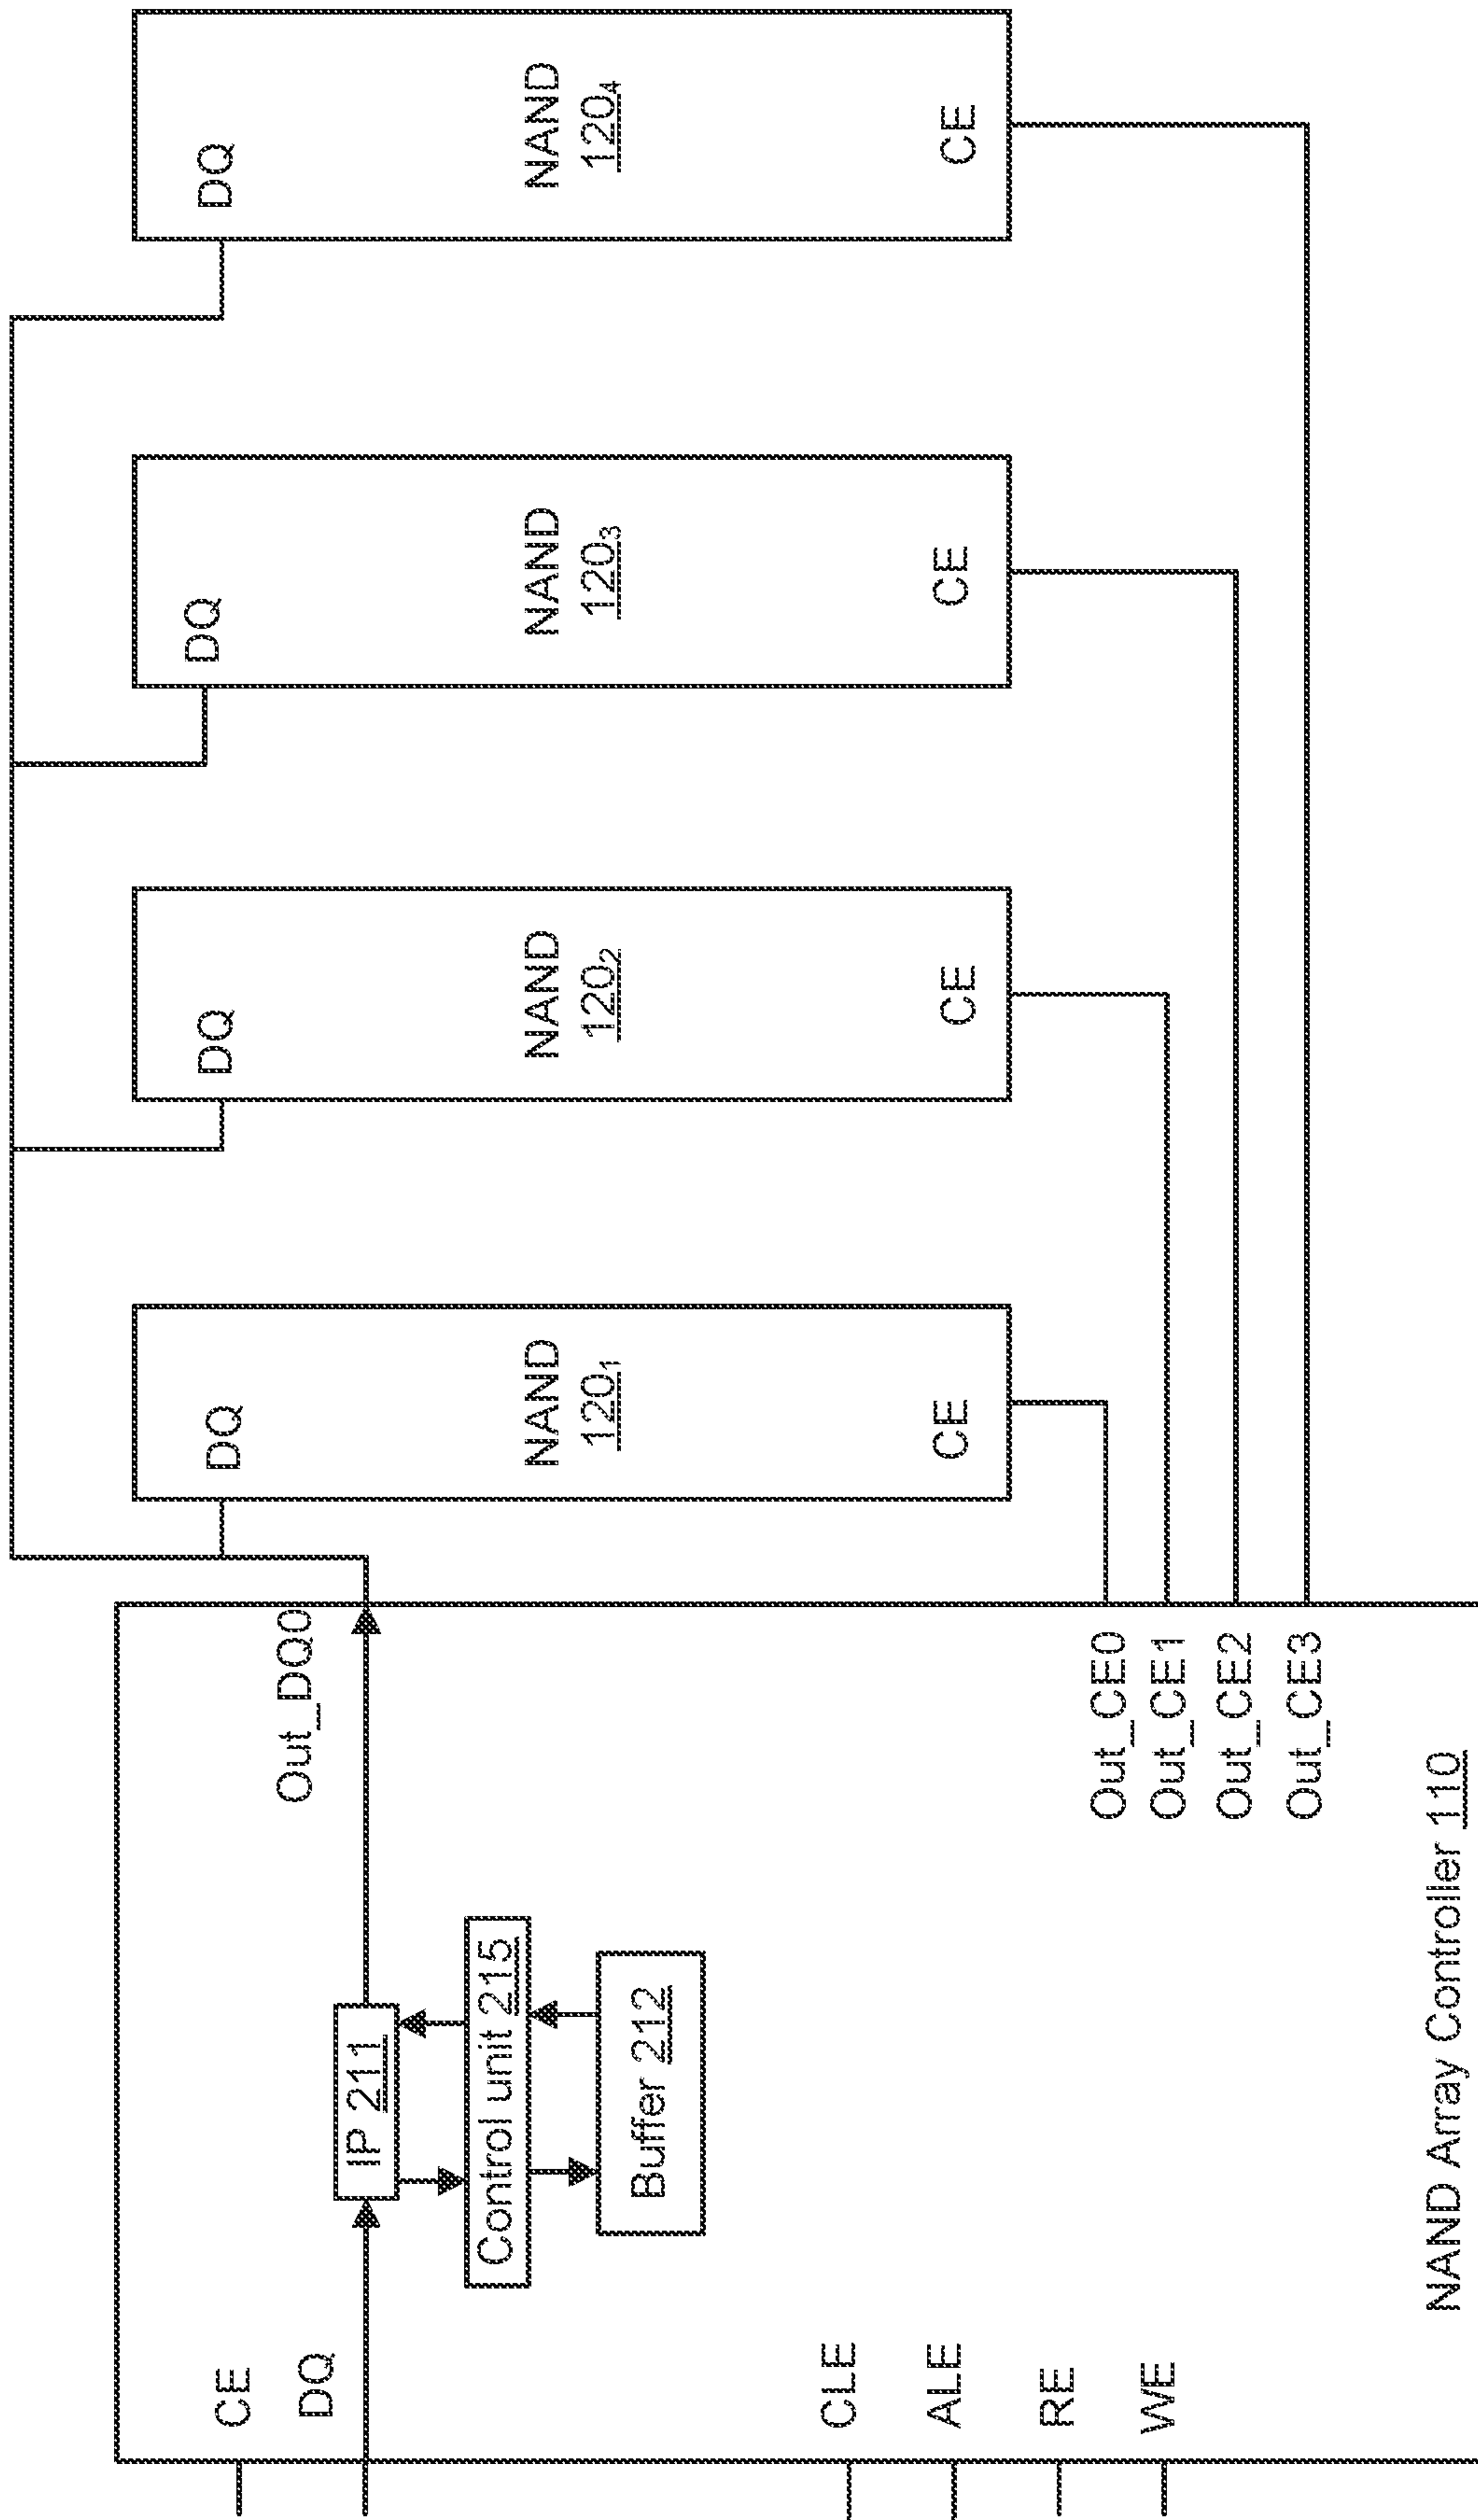 CE
DQ
CLE
ALE
RE
WE
IP 211
Control unit 215
Buffer 212
Out_DQ0
Out_CE0
Out_CE1
Out_CE2
Out_CE3
NAND Array Controller 110
DQ
NAND
120₁
CE
DQ
NAND
120₂
CE
DQ
NAND
120₃
CE
DQ
NAND
120₄
CE